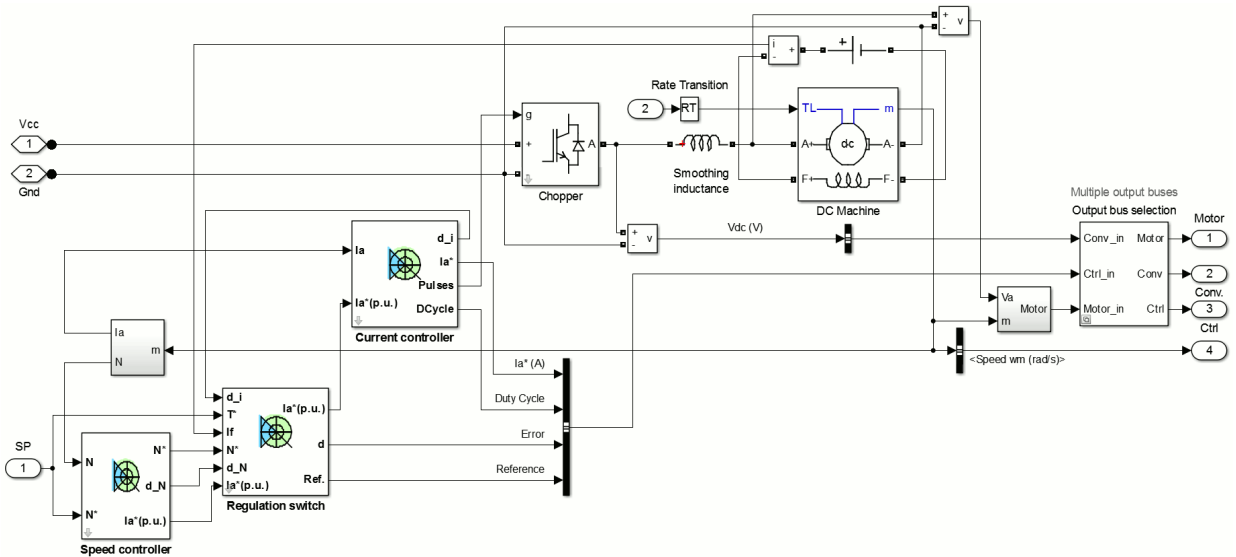 +
-
v
i
-
+
+
Rate Transition
2
RT
TL
m
Vcc
1
g
+
A
A+
dc
A-
2
Gnd
Smoothing
inductance
F+
F-
Chopper
DC Machine
Multiple output buses
Output bus selection
Motor
+
-
v
Vdc (V)
Conv_in
Motor
1
Ia
d_i
Ia*
Pulses
Ctrl_in
Conv
2
Conv.
Ia*(p.u.)
DCycle
Va
m
Motor
Motor_in
Ctrl
3
Ctrl
Current controller
Ia
N
m
<Speed wm (rad/s)>
4
Ia* (A)
Duty Cycle
Error
Reference
d_i
T*
If
N*
d_N
Ia*(p.u.)
Ia*(p.u.)
d
Ref.
Regulation switch
SP
1
N
N*
N*
d_N
Ia*(p.u.)
Speed controller